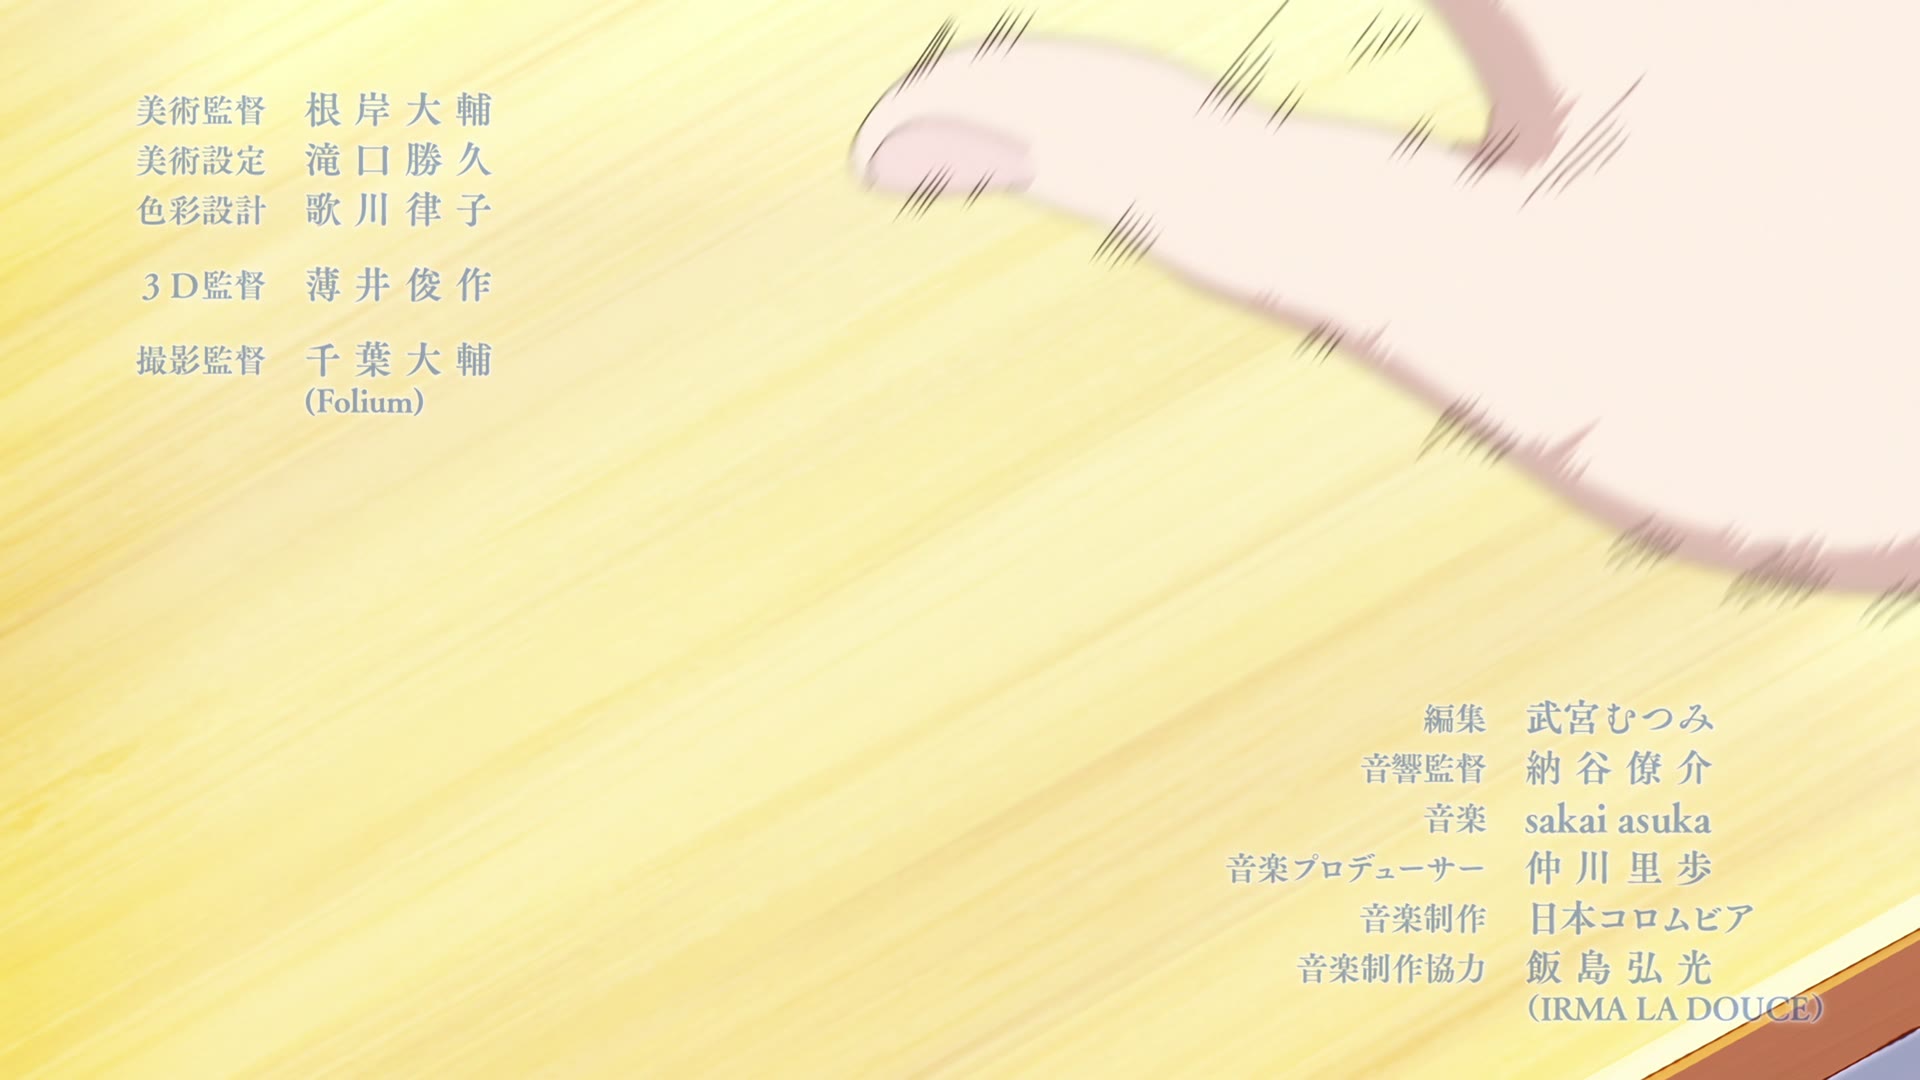 美術監督 根岸大輔
美術設定 滝口勝久
色彩設計 歌川律子
3D監督 薄井俊作
撮影監督 千葉大輔
(Folium)
編集 武宮むつみ
音響監督 納谷僚介
音楽 sakai asuka
音楽プロデューサー 仲川里歩
音楽制作 日本コロムビア
音楽制作協力 飯島弘光
(IRMA LA DOUCE)